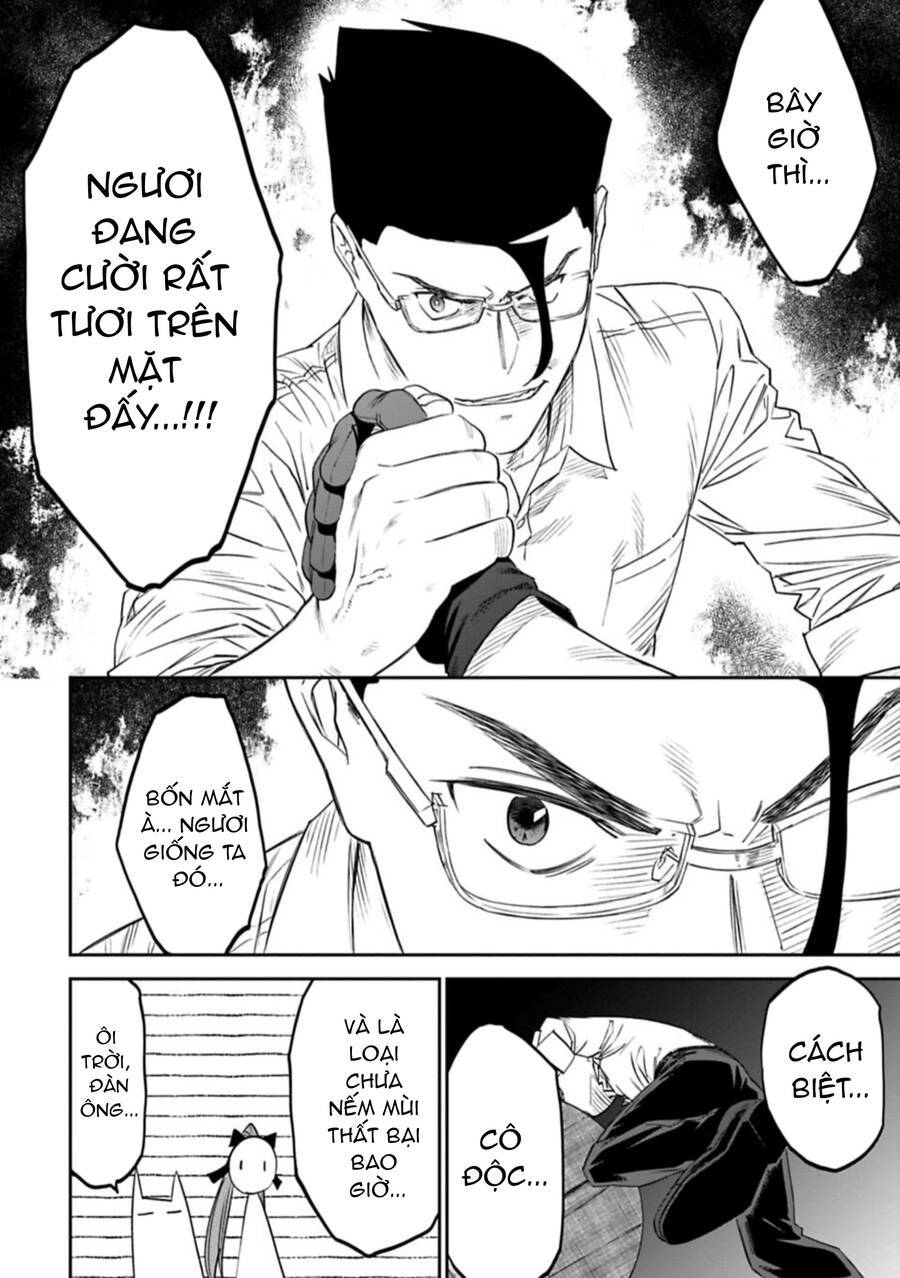 BÂY
GIỜ
THÌ...
NGƯƠI
ĐANG
CƯỜI RẤT
TƯƠI TRÊN
MẶT
ĐẤY...!!!
BỐN MẮT
À... NGƯƠI
GIỐNG TA
ĐÓ...
CÁCH
BIỆT...
CÔ
ĐỘC...
VÀ LÀ
LOẠI
CHƯA
NẾM MÙI
THẤT BẠI
BAO
GIỜ...
ÔI
TRỜI,
ĐÀN
ÔNG...